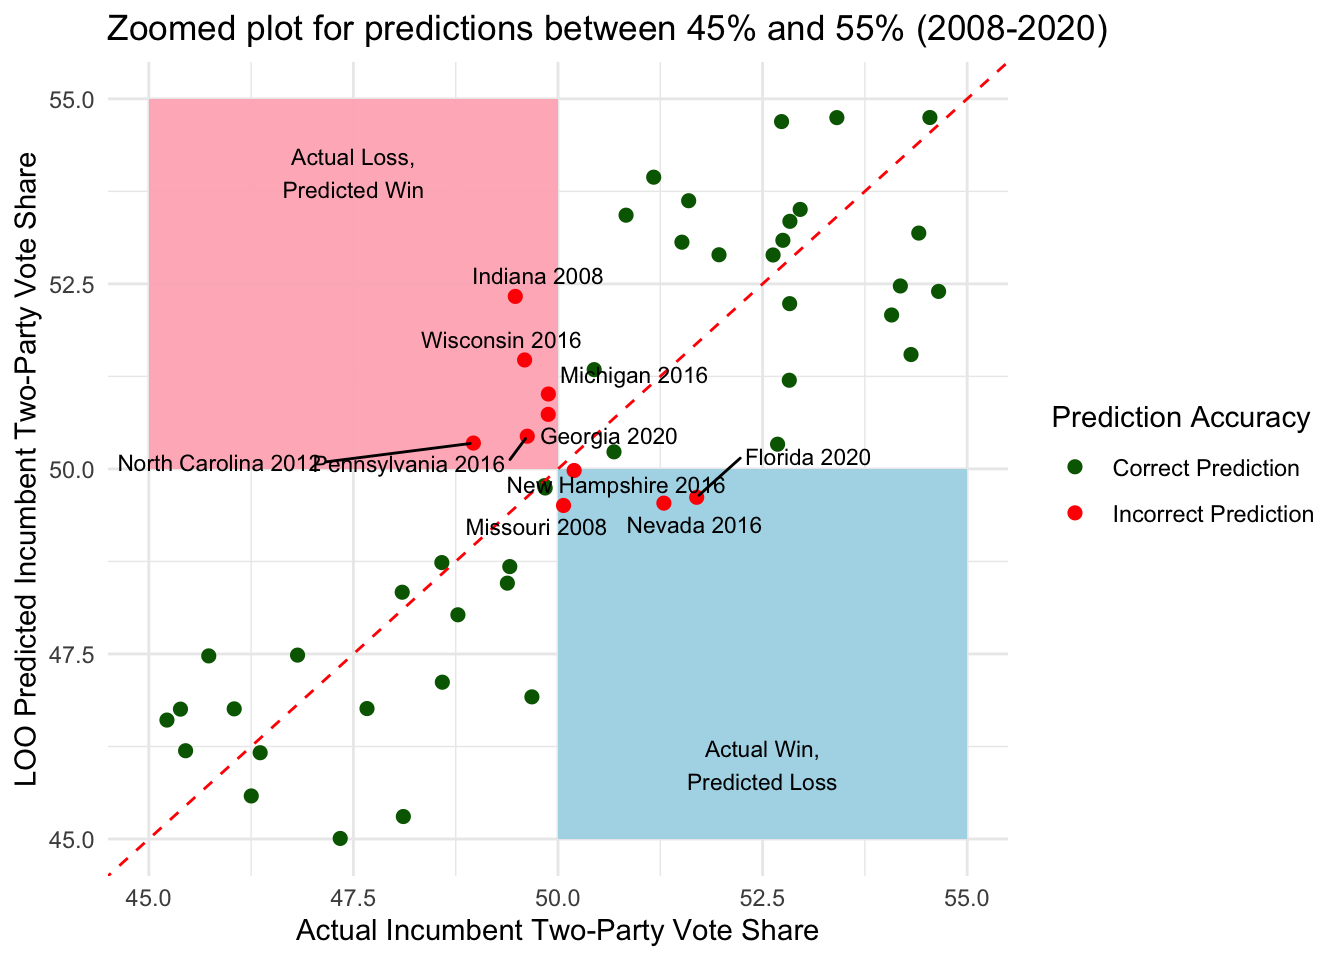 Zoomed plot for predictions between 45% and 55% (2008-2020)
LOO Predicted Incumbent Two-Party Vote Share
55.0
52.5
50.0
47.5
45.0
Actual Loss,
Predicted Win
Indiana 2008
Wisconsin 2016
Michigan 2016
Georgia 2020
North Carolina 2012
Pennsylvania 2016
Florida 2020
New Hampshire 2016
Missouri 2008
Nevada 2016
Actual Win,
Predicted Loss
45.0
47.5
50.0
52.5
55.0
Actual Incumbent Two-Party Vote Share
Prediction Accuracy
Correct Prediction
Incorrect Prediction